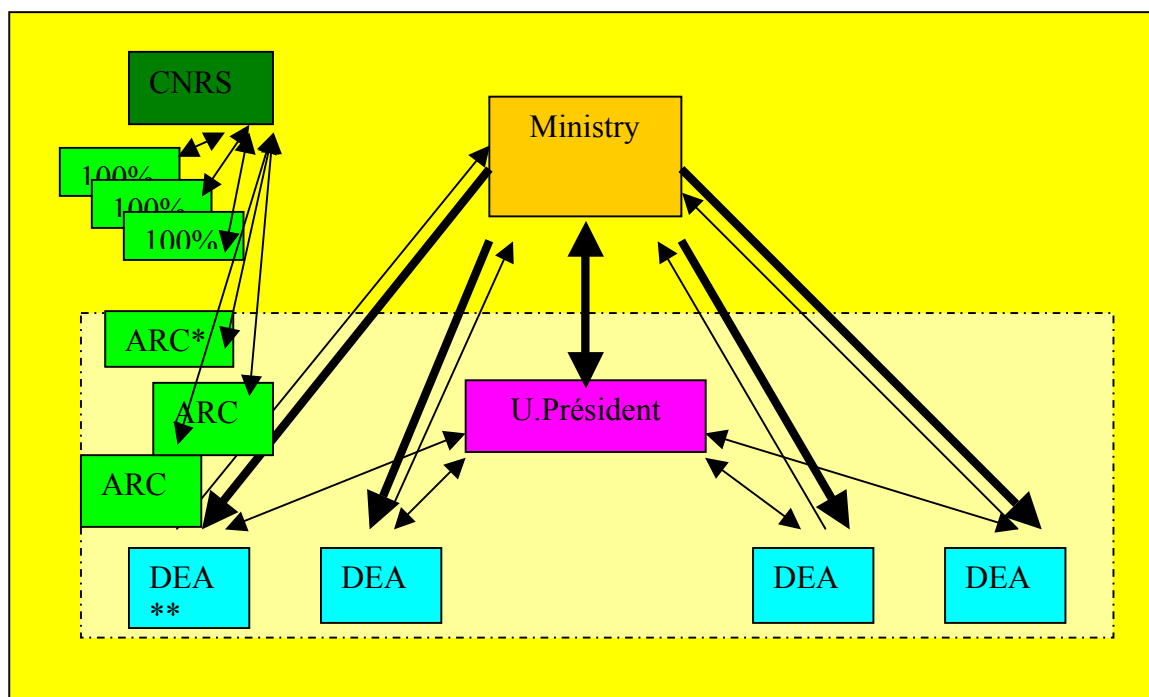 CNRS
Ministry
100%
100%
100%
ARC*
ARC
U.Président
ARC
DEA
**
DEA
DEA
DEA